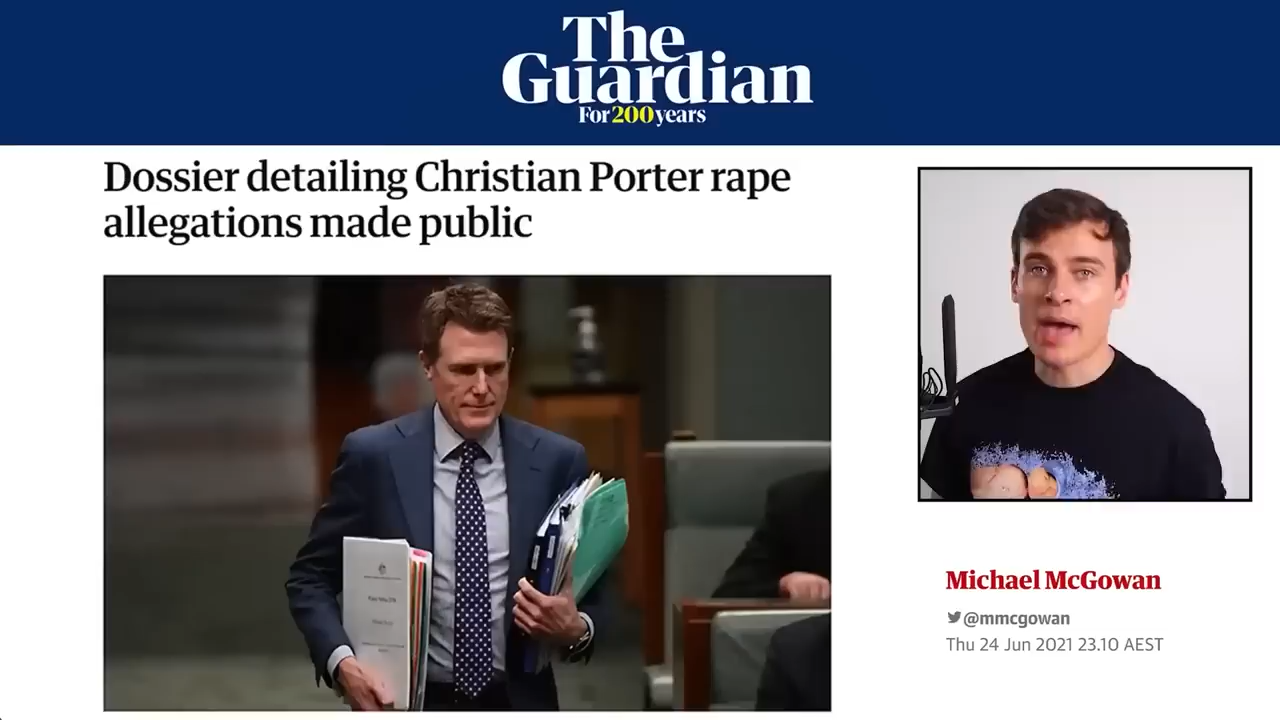 The
Guardian
For 200 years
Dossier detailing Christian Porter rape
allegations made public
Michael McGowan
@mmcgowan
Thu 24 Jun 2021 23.10 AEST